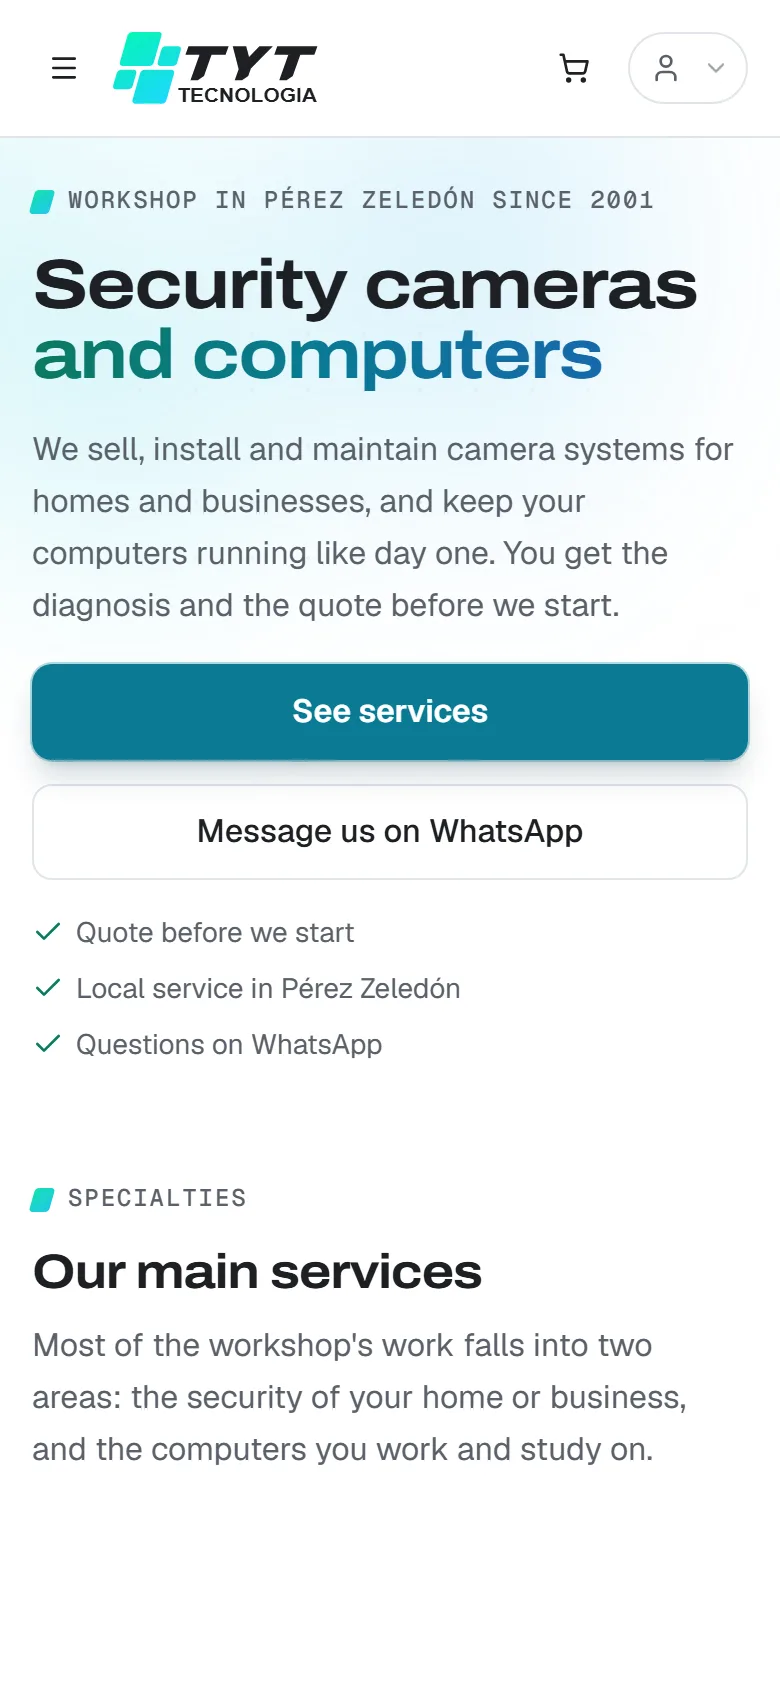 TYT
TECNOLOGIA
WORKSHOP IN PÉREZ ZELEDÓN SINCE 2001
Security cameras
and computers
We sell, install and maintain camera systems for
homes and businesses, and keep your
computers running like day one. You get the
diagnosis and the quote before we start.
See services
Message us on WhatsApp
Quote before we start
Local service in Pérez Zeledón
Questions on WhatsApp
SPECIALTIES
Our main services
Most of the workshop's work falls into two
areas: the security of your home or business,
and the computers you work and study on.